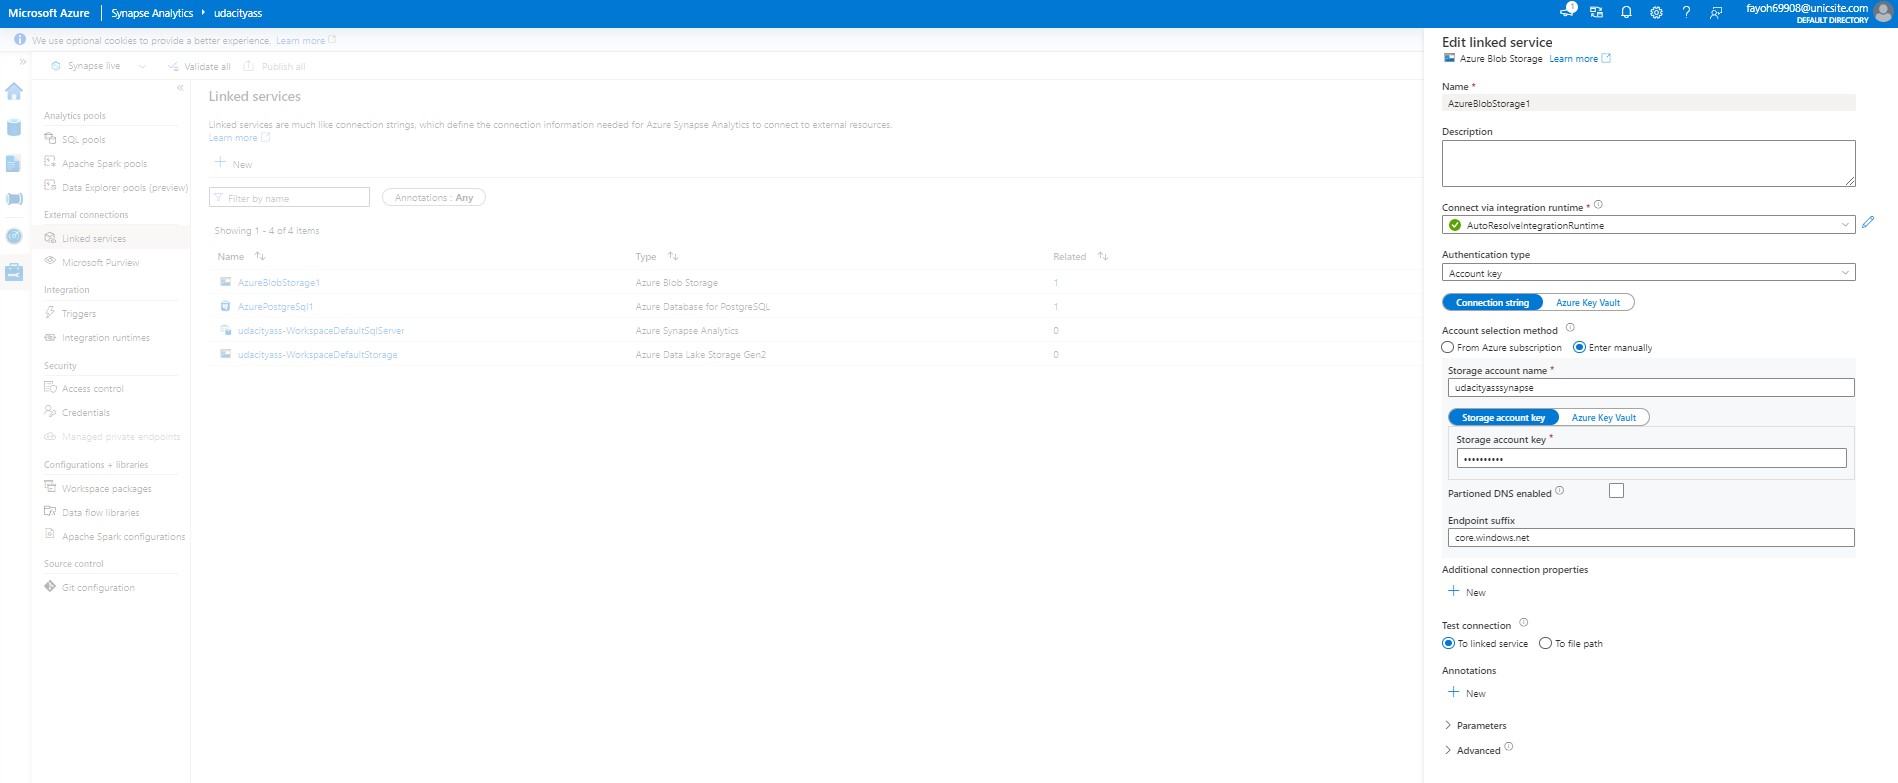 Microsoft Azure | Synapse Analytics ▸ udacityass
1
fayoh69908@unicsite.com
DEFAULT DIRECTORY
We use optional cookies to provide a better experience. Learn more
Synapse live
Validate all
Publish all
Analytics pools
SQL pools
Apache Spark pools
Data Explorer pools (preview)
External connections
Linked services
Microsoft Purview
Integration
Triggers
Integration runtimes
Security
Access control
Credentials
Managed private endpoints
Configurations + libraries
Workspace packages
Data flow libraries
Apache Spark configurations
Source control
Git configuration
Linked services
Linked services are much like connection strings, which define the connection information needed for Azure Synapse Analytics to connect to external resources.
Learn more
New
Filter by name
Annotations : Any
Showing 1 - 4 of 4 items
Name Type Related
AzureBlobStorage1 Azure Blob Storage 1
AzurePostgreSql1 Azure Database for PostgreSQL 1
udacityass-WorkspaceDefaultSqlServer Azure Synapse Analytics 0
udacityass-WorkspaceDefaultStorage Azure Data Lake Storage Gen2 0
Edit linked service
Azure Blob Storage Learn more
Name *
AzureBlobStorage1
Description
Connect via integration runtime *
AutoResolveIntegrationRuntime
Authentication type
Account key
Connection string Azure Key Vault
Account selection method
From Azure subscription Enter manually
Storage account name *
udacityasssynapse
Storage account key Azure Key Vault
Storage account key *
••••••••••
Partioned DNS enabled
Endpoint suffix
core.windows.net
Additional connection properties
New
Test connection
To linked service To file path
Annotations
New
Parameters
Advanced